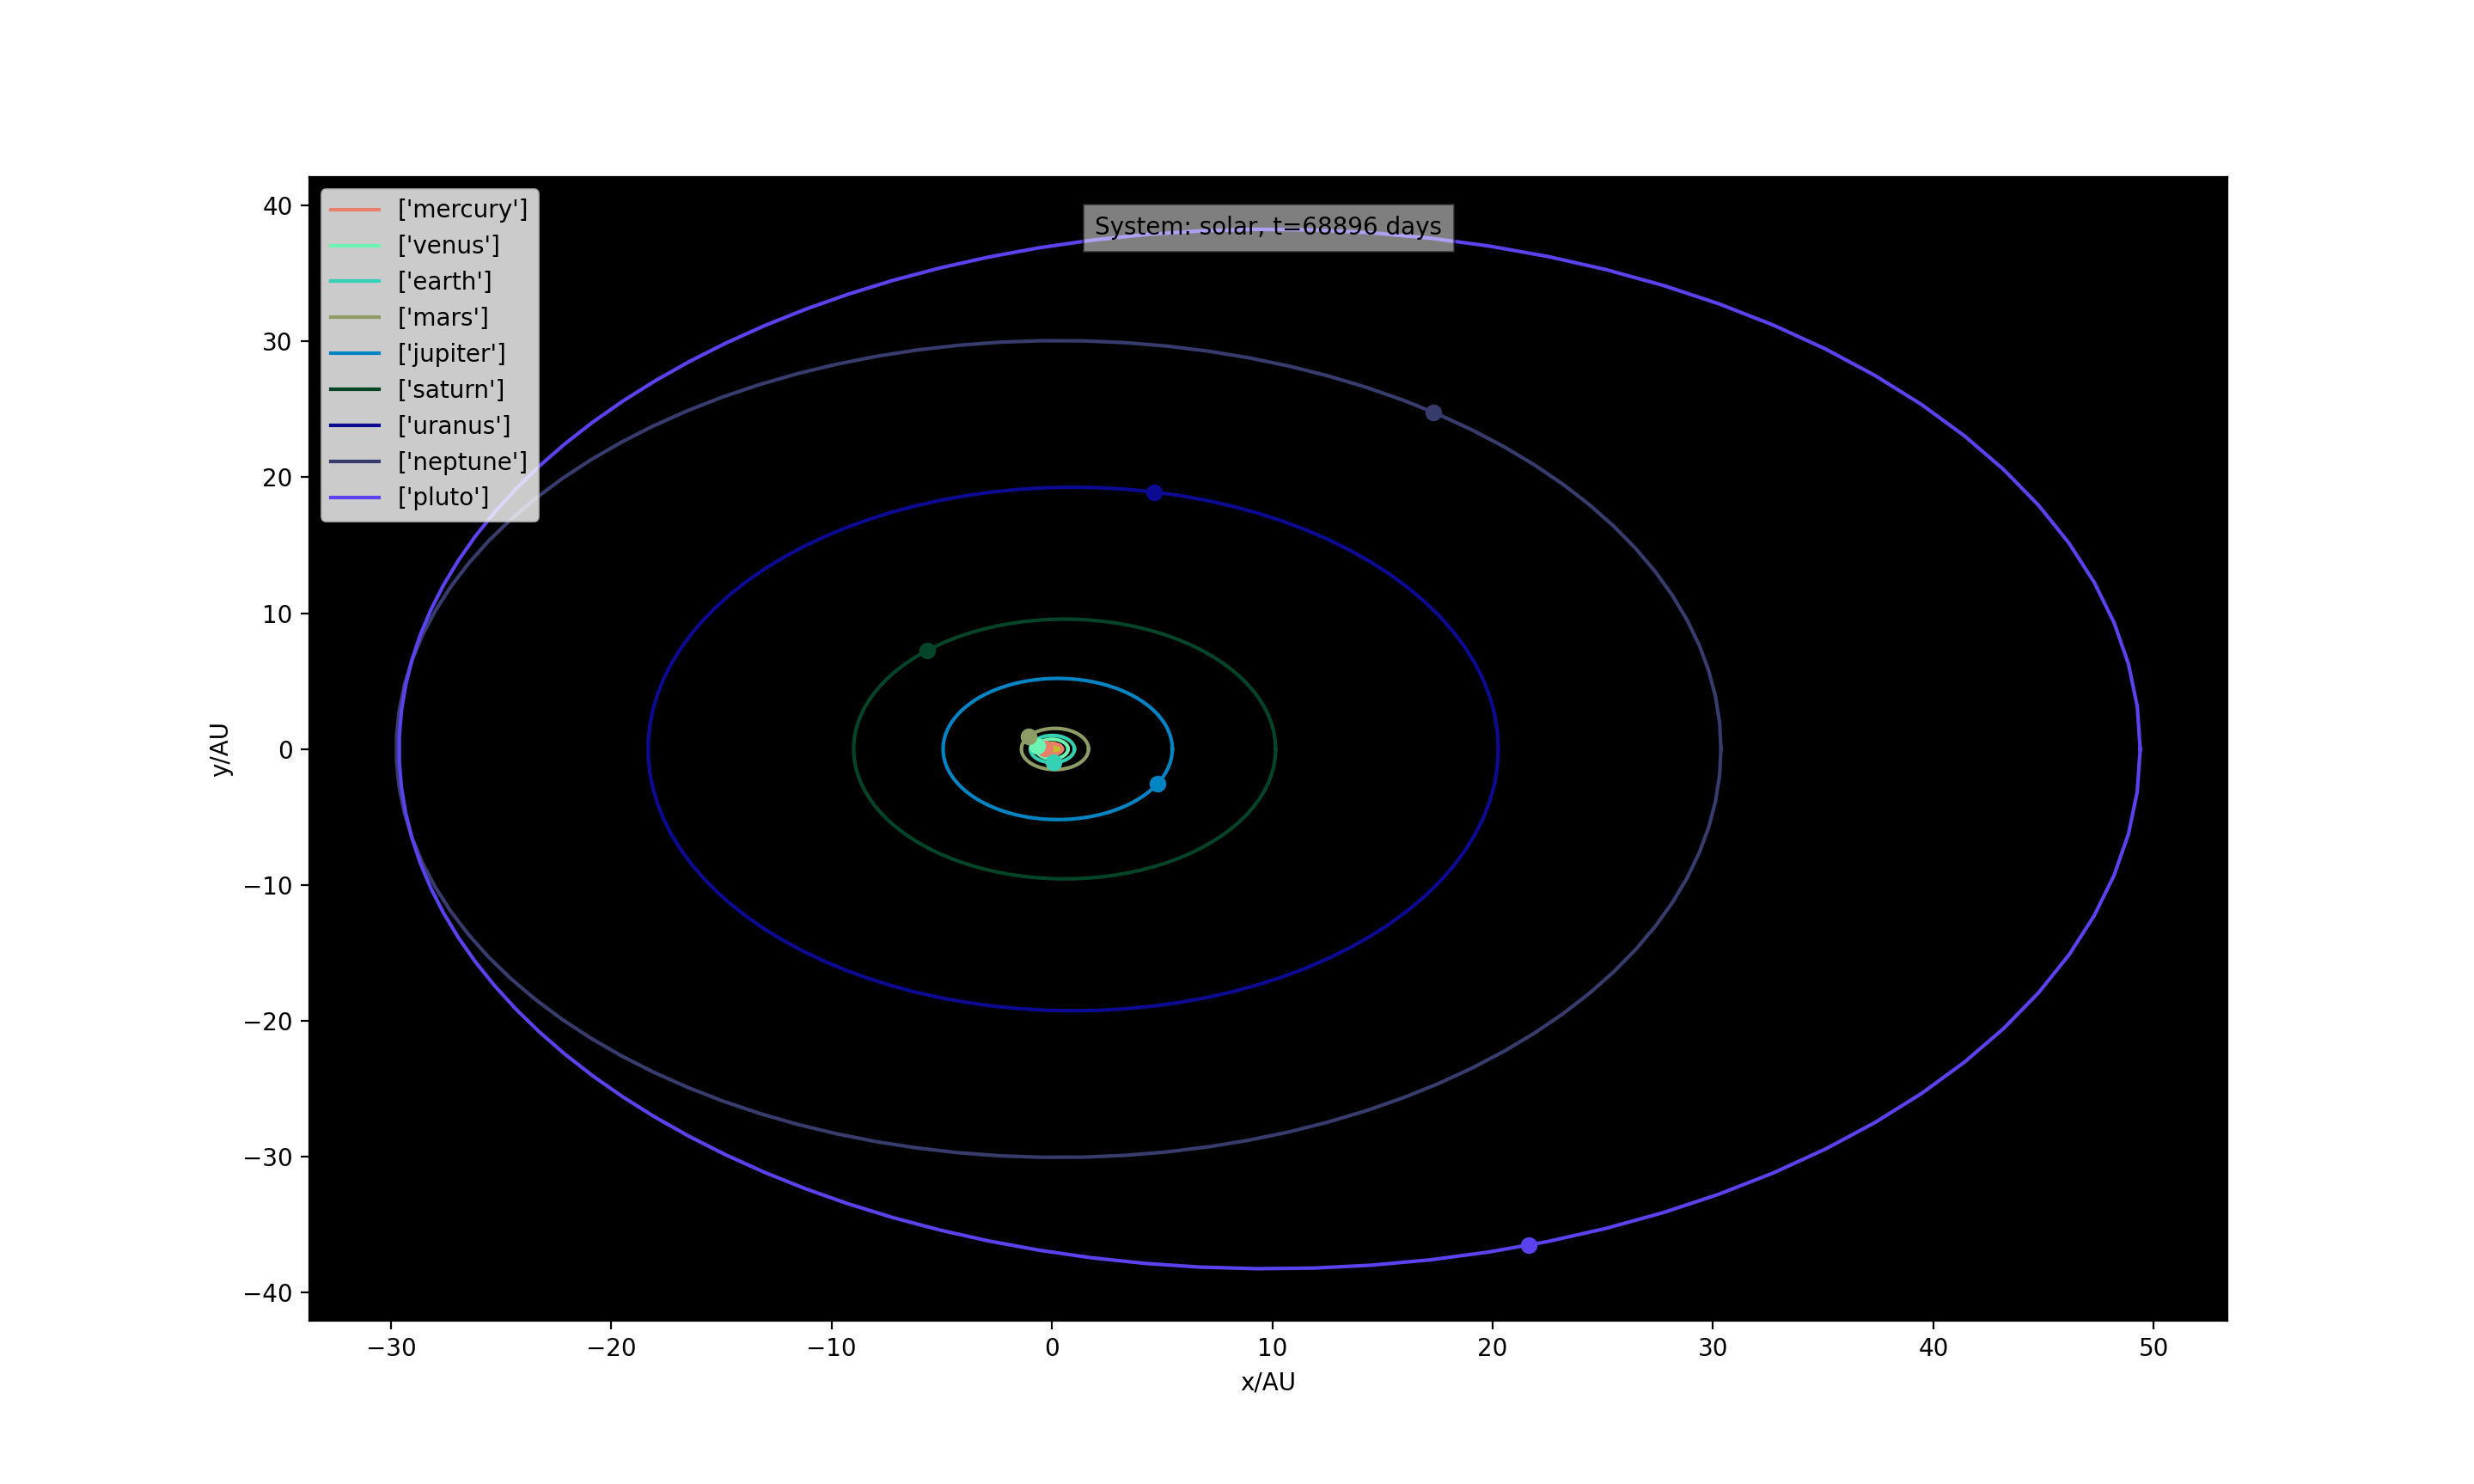 System: solar, t=68896 days
['mercury']
['venus']
['earth']
['mars']
['jupiter']
['saturn']
['uranus']
['neptune']
['pluto']
y/AU
40
30
20
10
0
−10
−20
−30
−40
−30
−20
−10
0
10
20
30
40
50
x/AU